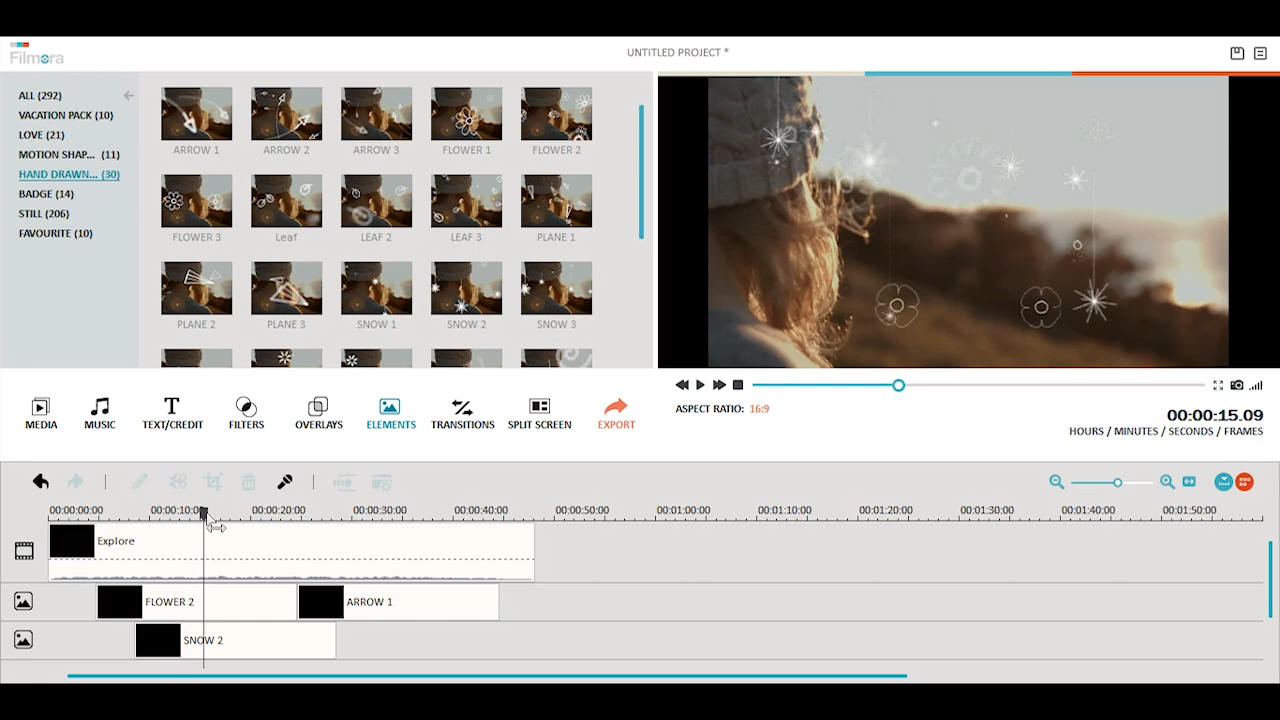 Filmora
UNTITLED PROJECT *
ALL (292)
VACATION PACK (10)
LOVE (21)
MOTION SHAP... (11)
HAND DRAWN... (30)
BADGE (14)
STILL (206)
FAVOURITE (10)
ARROW 1
ARROW 2
ARROW 3
FLOWER 1
FLOWER 2
FLOWER 3
Leaf
LEAF 2
LEAF 3
PLANE 1
PLANE 2
PLANE 3
SNOW 1
SNOW 2
SNOW 3
MEDIA
MUSIC
TEXT/CREDIT
FILTERS
OVERLAYS
ELEMENTS
TRANSITIONS
SPLIT SCREEN
EXPORT
ASPECT RATIO: 16:9
00:00:15.09
HOURS / MINUTES / SECONDS / FRAMES
00:00:00:00
00:00:10:00
00:00:20:00
00:00:30:00
00:00:40:00
00:00:50:00
00:01:00:00
00:01:10:00
00:01:20:00
00:01:30:00
00:01:40:00
00:01:50:00
Explore
FLOWER 2
ARROW 1
SNOW 2